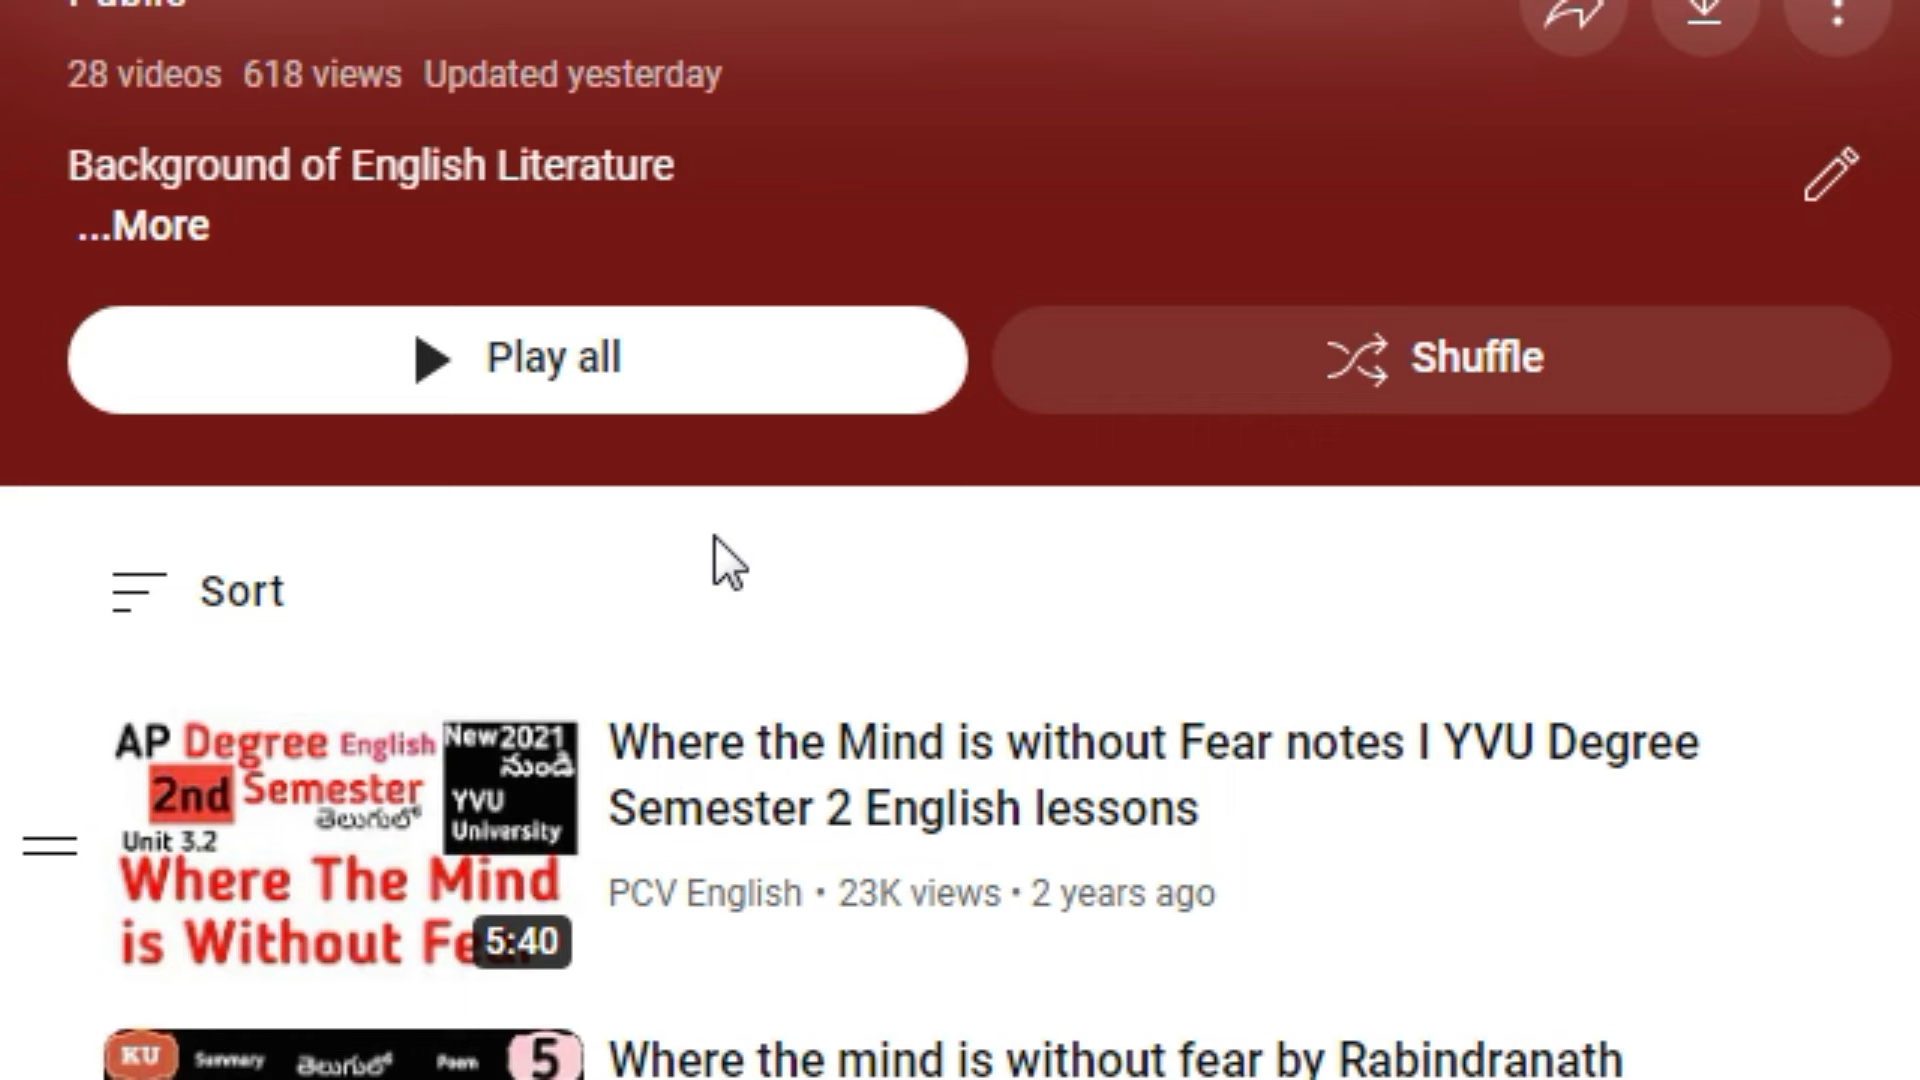 Public
28 videos 618 views Updated yesterday
Background of English Literature
...More
Play all
Shuffle
Sort
AP Degree English
2nd Semester
తెలుగులో
New2021
నుండి
YVU
University
Unit 3.2
Where The Mind
is Without Fe
5:40
Where the Mind is without Fear notes I YVU Degree
Semester 2 English lessons
PCV English • 23K views • 2 years ago
KU Summary తెలుగులో Poem 5
Where the mind is without fear by Rabindranath